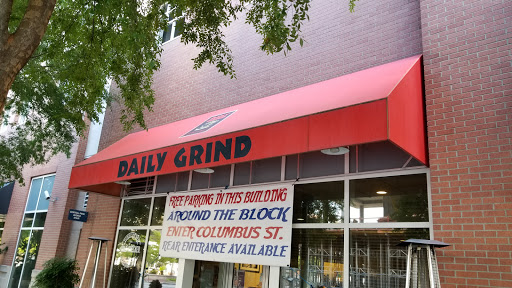 DAILY GRIND
FREE PARKING IN THIS BUILDING
AROUND THE BLOCK
ENTER COLUMBUS ST.
REAR ENTERANCE AVAILABLE